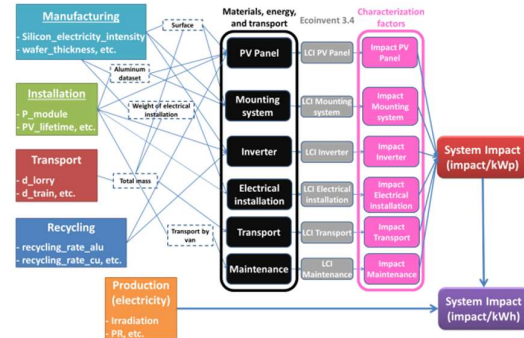 Manufacturing
- Silicon_electricity_intensity
- wafer_thickness, etc.
Installation
- P_module
- PV_lifetime, etc.
Transport
- d_lorry
- d_train, etc.
Recycling
- recycling_rate_alu
- recycling_rate_cu, etc.
Production
(electricity)
- Irradiation
- PR, etc.
Surface
Aluminum
dataset
Weight of electrical
installation
Total mass
Transport by
van
Materials, energy,
and transport
PV Panel
Mounting
system
Inverter
Electrical
installation
Transport
Maintenance
Ecoinvent 3.4
LCI PV Panel
LCI Mounting
system
LCI Inverter
LCI Electrical
Installation
LCI Transport
LCI
Maintenance
Characterization
factors
Impact PV
Panel
Impact
Mounting
system
Impact
Inverter
Impact
Electrical
installation
Impact
Transport
Impact
Maintenance
System Impact
(impact/kWp)
System Impact
(impact/kWh)